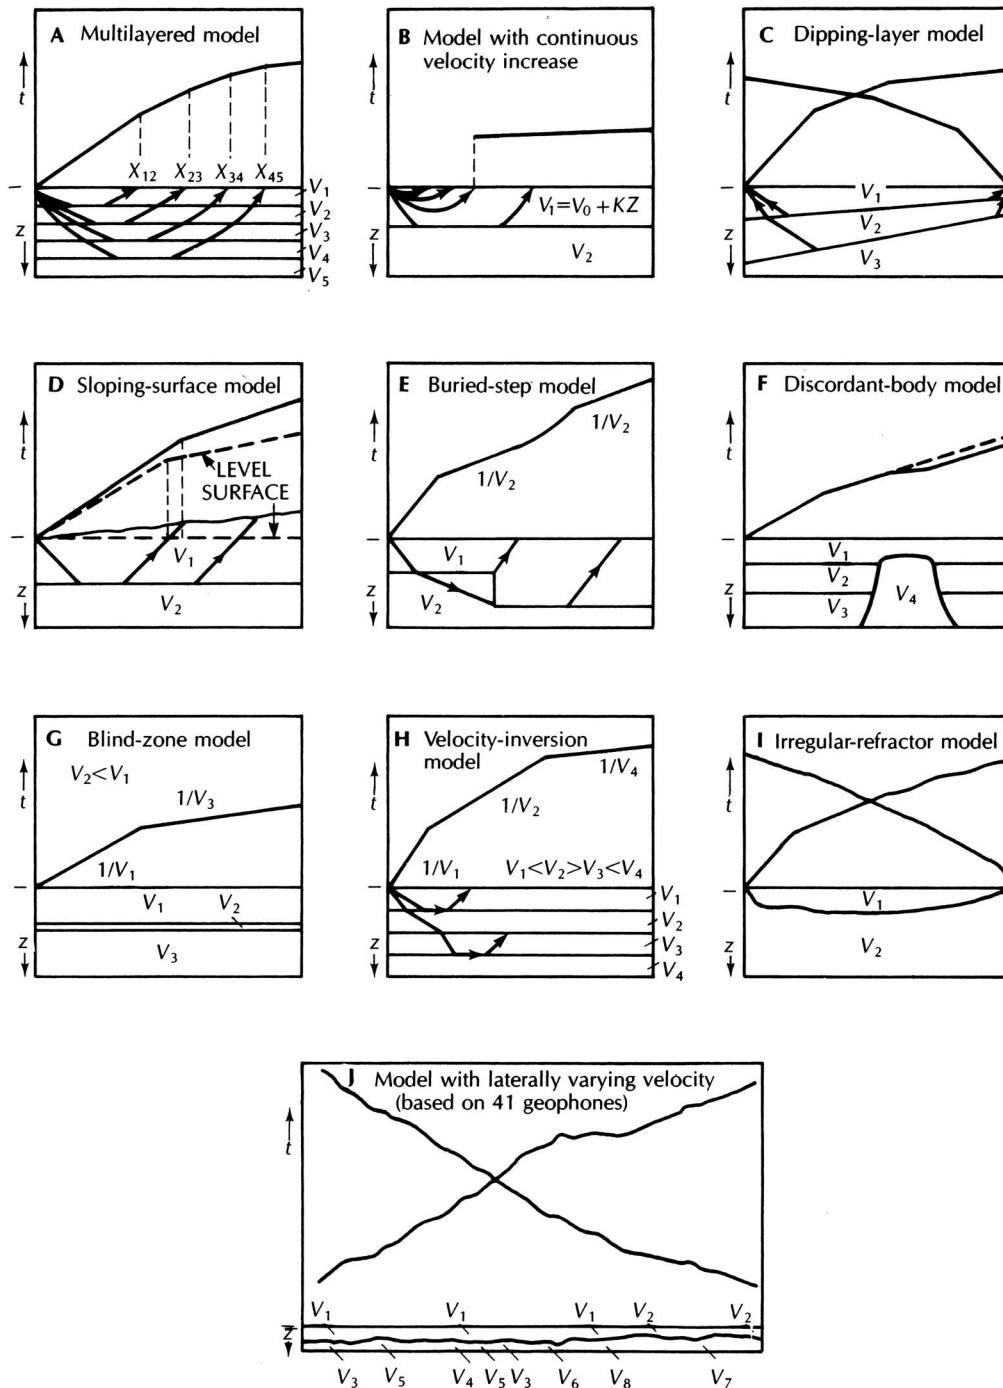 A Multilayered model
t
X12 X23 X34 X45
V1
V2
V3
V4
V5
z
B Model with continuous
velocity increase
t
V1=V0+KZ
V2
z
C Dipping-layer model
t
V1
V2
V3
z
D Sloping-surface model
t
LEVEL
SURFACE
V1
V2
z
E Buried-step model
t
1/V2
1/V2
V1
V2
z
F Discordant-body model
t
V1
V2
V3
V4
z
G Blind-zone model
V2<V1
t
1/V3
1/V1
V1
V2
V3
z
H Velocity-inversion
model
t
1/V4
1/V2
1/V1
V1<V2>V3<V4
V1
V2
V3
V4
z
I Irregular-refractor model
t
V1
V2
z
J Model with laterally varying velocity
(based on 41 geophones)
t
V1 V1 V1 V2 V2
z
V3 V5 V4 V5 V3 V6 V8 V7